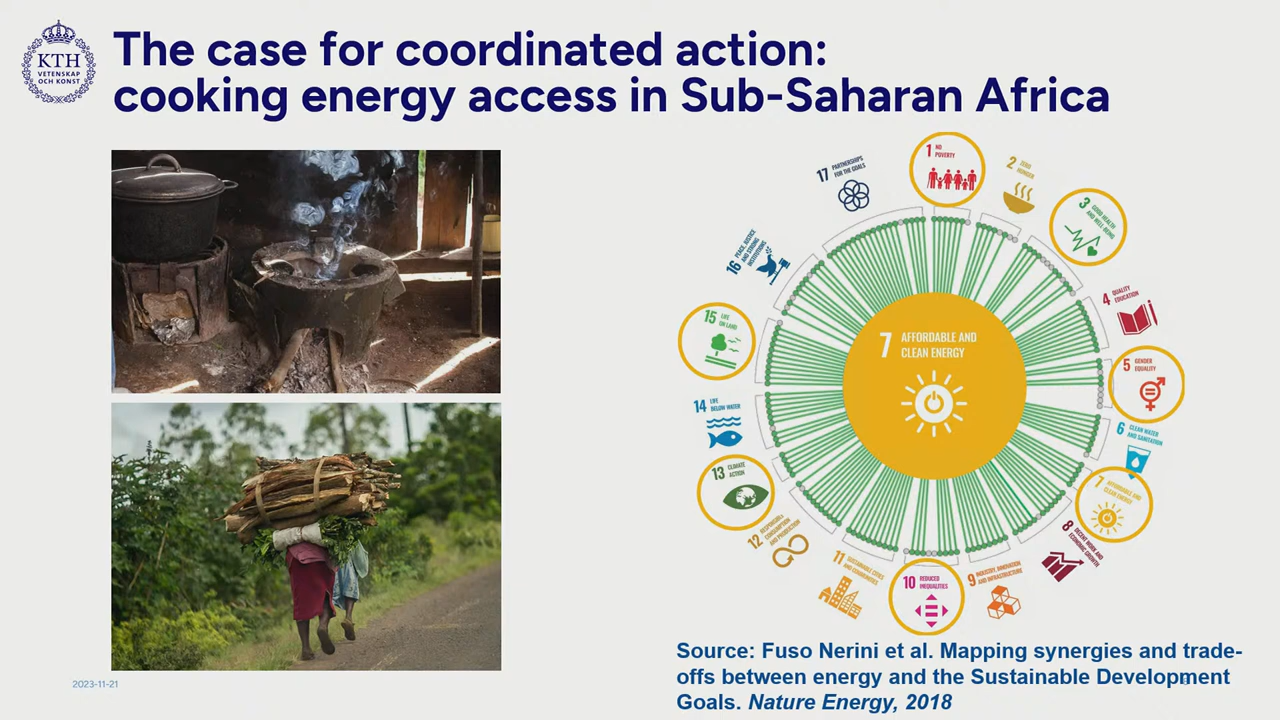 KTH
VETENSKAP
OCH KONST
The case for coordinated action:
cooking energy access in Sub-Saharan Africa
1 NO
POVERTY
2 ZERO
HUNGER
3 GOOD HEALTH
AND WELL-BEING
4 QUALITY
EDUCATION
5 GENDER
EQUALITY
6 CLEAN WATER
AND SANITATION
7 AFFORDABLE AND
CLEAN ENERGY
8 DECENT WORK AND
ECONOMIC GROWTH
9 INDUSTRY, INNOVATION
AND INFRASTRUCTURE
10 REDUCED
INEQUALITIES
11 SUSTAINABLE CITIES
AND COMMUNITIES
12 RESPONSIBLE
CONSUMPTION
AND PRODUCTION
13 CLIMATE
ACTION
14 LIFE
BELOW WATER
15 LIFE
ON LAND
16 PEACE, JUSTICE
AND STRONG
INSTITUTIONS
17 PARTNERSHIPS
FOR THE GOALS
7 AFFORDABLE AND
CLEAN ENERGY
Source: Fuso Nerini et al. Mapping synergies and trade-
offs between energy and the Sustainable Development
Goals. Nature Energy, 2018
2023-11-21